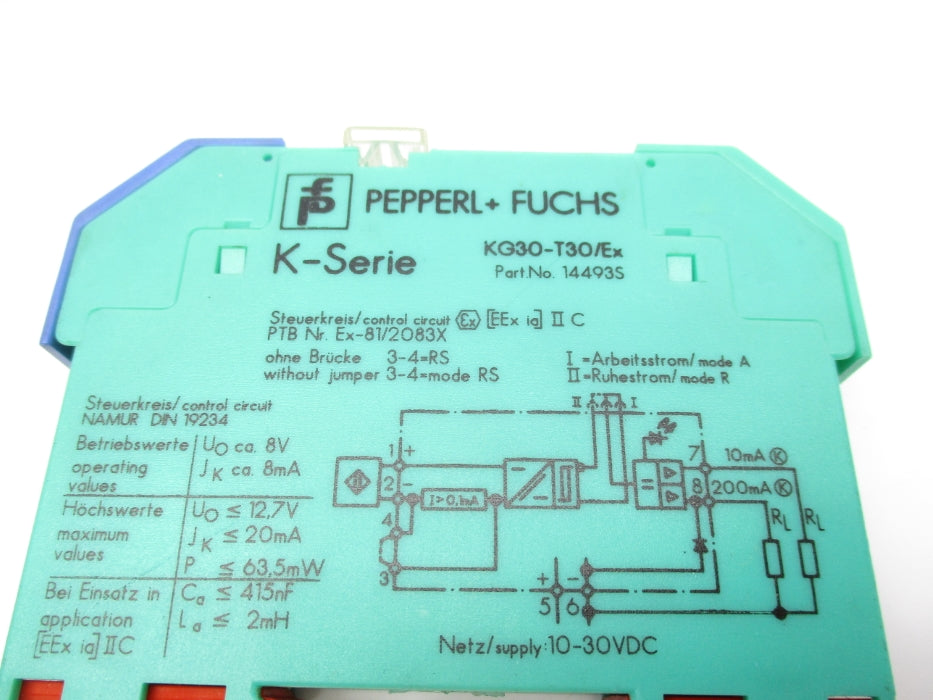 PEPPERL+ FUCHS
K-Serie
KG30-T30/Ex
Part.No. 14493S
Steuerkreis/control circuit Ex [EEx ia] II C
PTB Nr. Ex-81/2083X
ohne Brücke 3-4=RS
without jumper 3-4=mode RS
I =Arbeitsstrom/mode A
II=Ruhestrom/mode R
Steuerkreis/control circuit
NAMUR DIN 19234
Betriebswerte UO ca. 8V
operating JK ca. 8mA
values
Höchswerte UO ≤ 12,7V
maximum JK ≤ 20mA
values
P ≤ 63,5mW
Bei Einsatz in Ca ≤ 415nF
application La ≤ 2mH
[EEx ia] II C
II I
1 +
2 -
I>0,1mA
4
3
7 10mA K
8 200mA K
RL RL
+ -
5 6
Netz/supply:10-30VDC